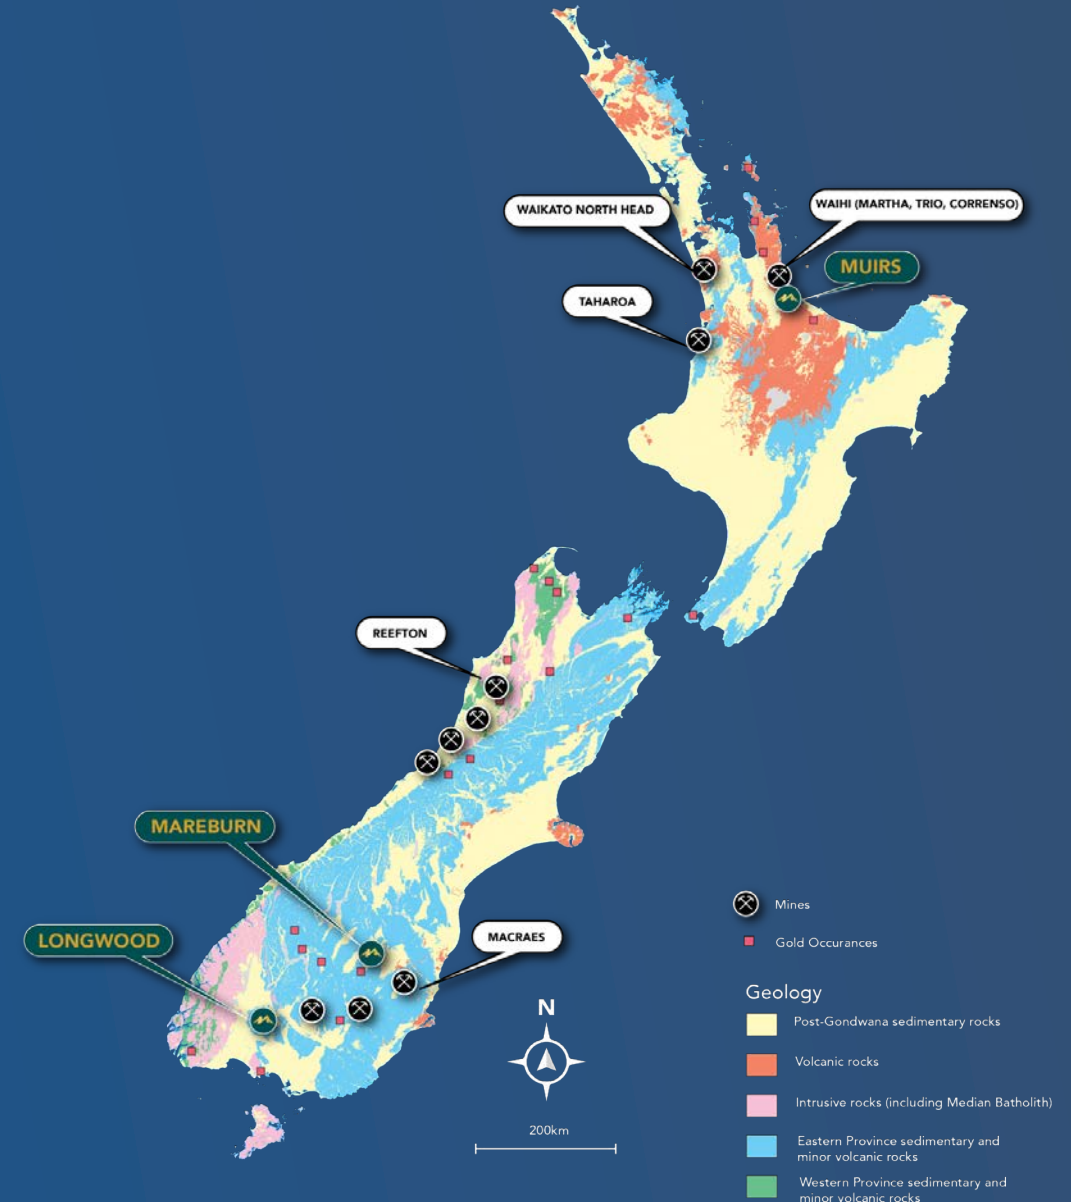 WAIKATO NORTH HEAD
WAIHI (MARTHA, TRIO, CORRENSO)
MUIRS
TAHAROA
REEFTON
MAREBURN
LONGWOOD
MACRAES
Mines
Gold Occurances
N
Geology
Post-Gondwana sedimentary rocks
Volcanic rocks
200km
Intrusive rocks (including Median Batholith)
Eastern Province sedimentary and
minor volcanic rocks
Western Province sedimentary and
minor volcanic rocks